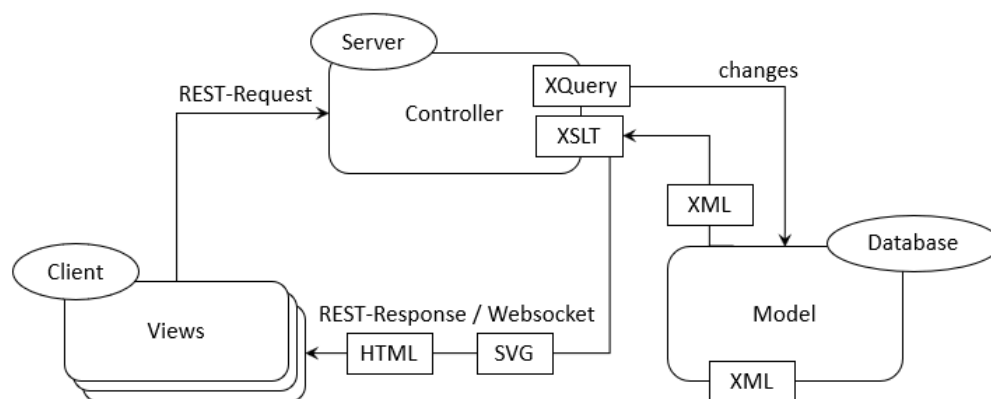 Server
XQuery
changes
REST-Request
Controller
XSLT
XML
Database
Client
REST-Response / Websocket
Model
Views
HTML
SVG
XML